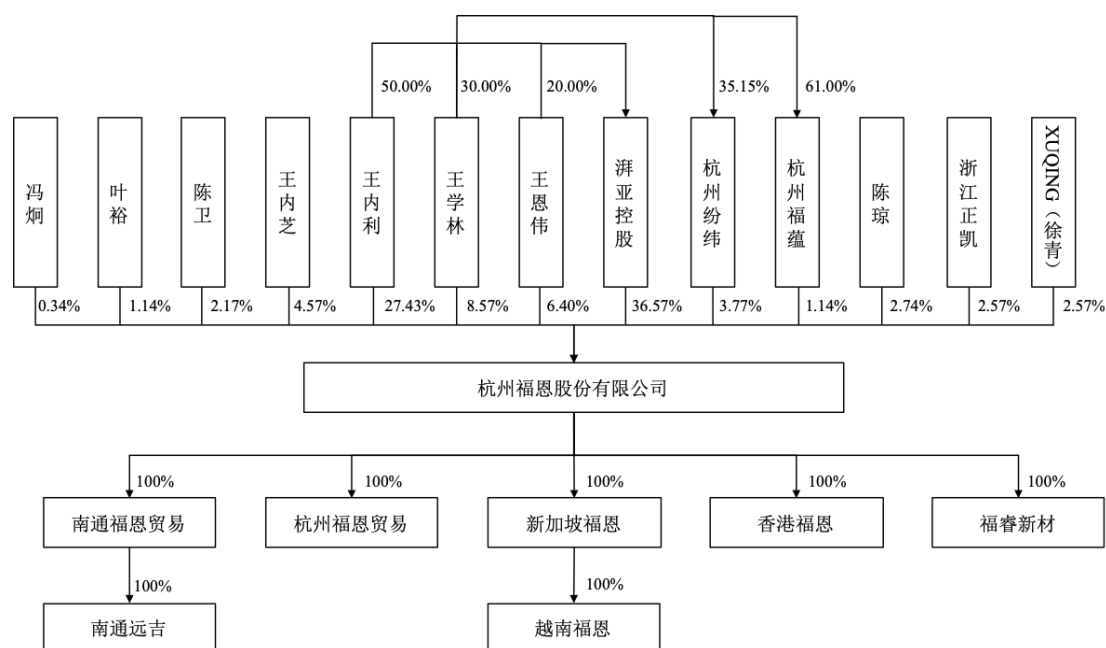 50.00%
30.00%
20.00%
35.15%
61.00%
冯炯
叶裕
陈卫
王内芝
王内利
王学林
王恩伟
湃亚控股
杭州纷纬
杭州福蕴
陈琼
浙江正凯
XUQING（徐青）
0.34%
1.14%
2.17%
4.57%
27.43%
8.57%
6.40%
36.57%
3.77%
1.14%
2.74%
2.57%
2.57%
杭州福恩股份有限公司
100%
100%
100%
100%
100%
南通福恩贸易
杭州福恩贸易
新加坡福恩
香港福恩
福睿新材
100%
100%
南通远吉
越南福恩